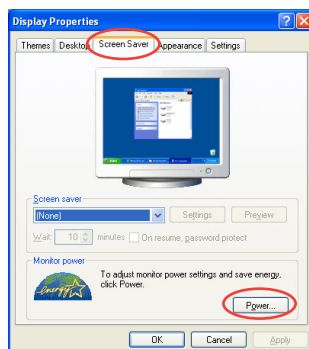 Display Properties
Themes Desktop Screen Saver Appearance Settings
Screen saver
(None) Settings Preview
Wait: 10 minutes On resume, password protect
Monitor power
To adjust monitor power settings and save energy,
click Power.
energy
Power...
OK Cancel Apply